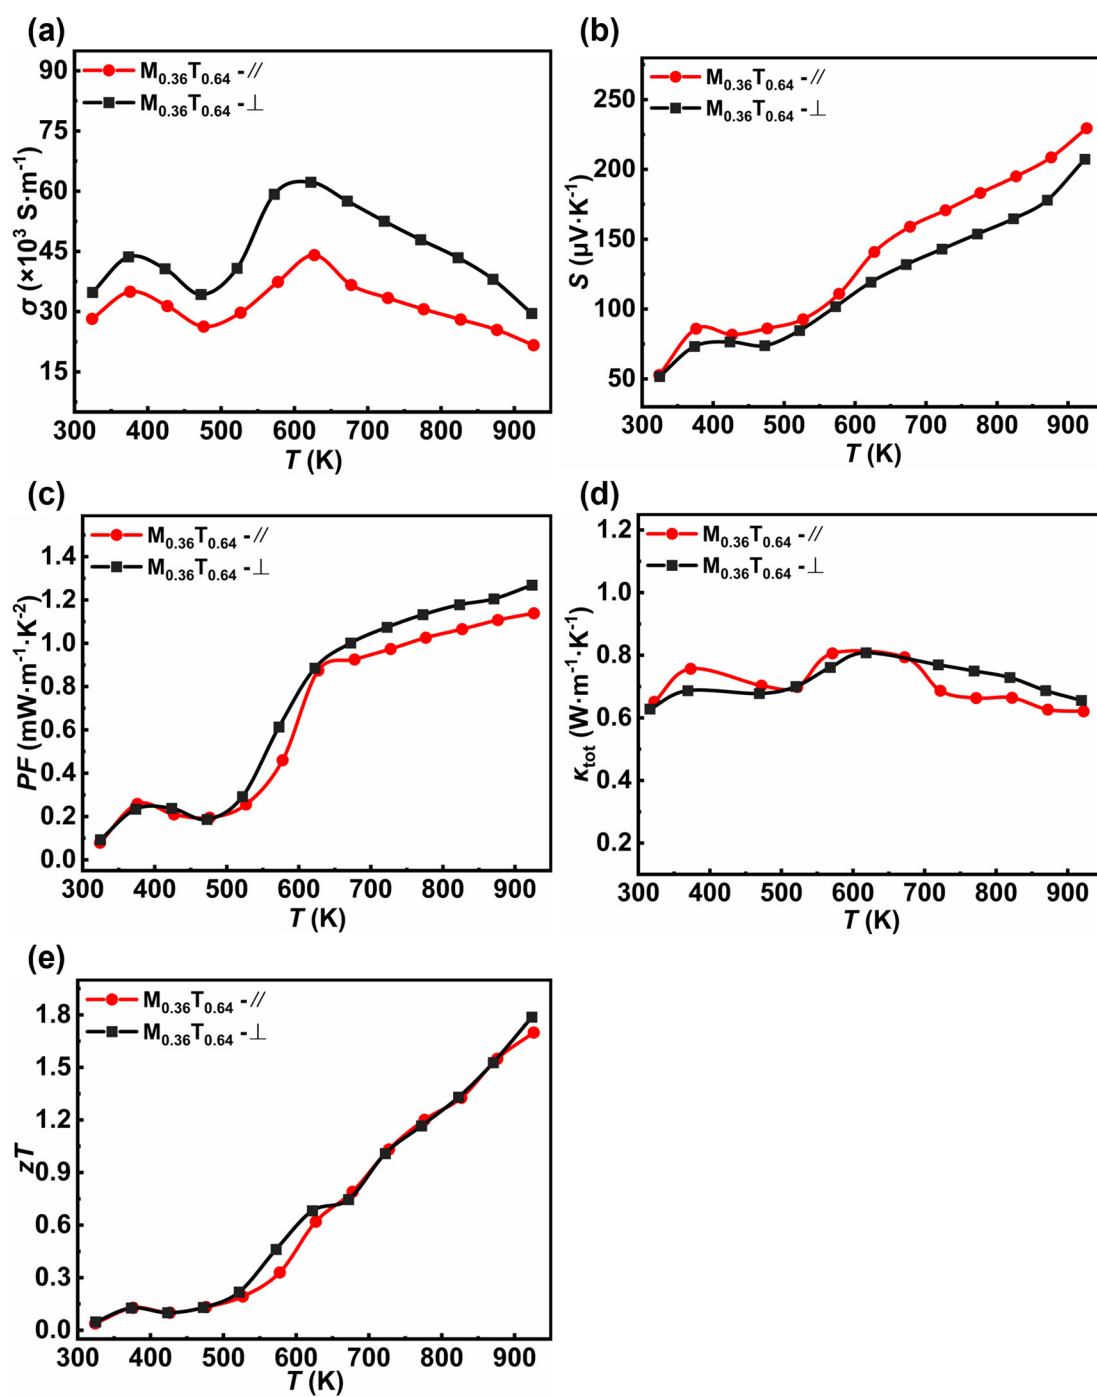 (a)
M0.36T0.64 -//
M0.36T0.64 -⊥
90
75
60
45
30
15
σ (×10³ S·m⁻¹)
300 400 500 600 700 800 900
T (K)
(b)
M0.36T0.64 -//
M0.36T0.64 -⊥
250
200
150
100
50
S (μV·K⁻¹)
300 400 500 600 700 800 900
T (K)
(c)
M0.36T0.64 -//
M0.36T0.64 -⊥
1.4
1.2
1.0
0.8
0.6
0.4
0.2
0.0
PF (mW·m⁻¹·K⁻²)
300 400 500 600 700 800 900
T (K)
(d)
M0.36T0.64 -//
M0.36T0.64 -⊥
1.2
1.0
0.8
0.6
0.4
0.2
κtot (W·m⁻¹·K⁻¹)
300 400 500 600 700 800 900
T (K)
(e)
M0.36T0.64 -//
M0.36T0.64 -⊥
1.8
1.5
1.2
0.9
0.6
0.3
0.0
zT
300 400 500 600 700 800 900
T (K)